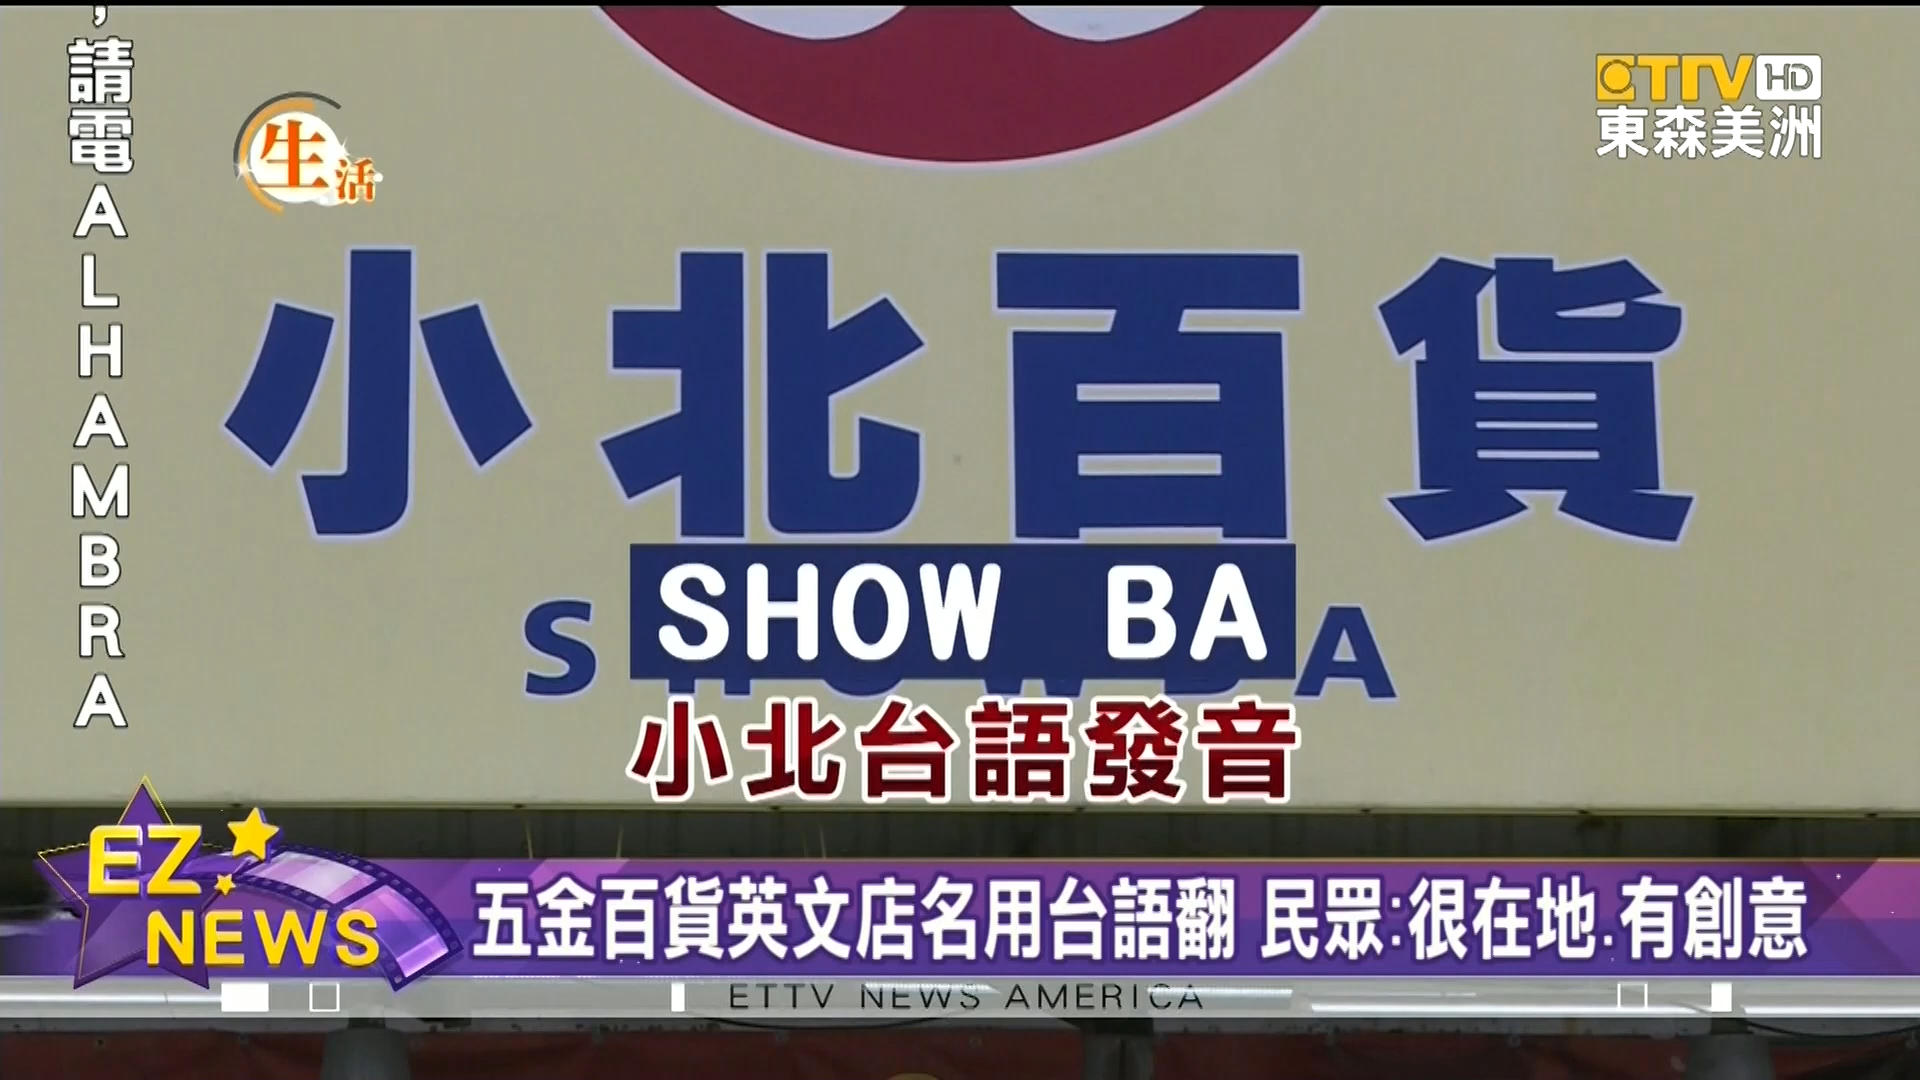 ，請電ALHAMBRA
生活
ETTV HD
東森美洲
小北百貨
SHOWBA
SHOW BA
小北台語發音
EZ NEWS
五金百貨英文店名用台語翻 民眾:很在地.有創意
ETTV NEWS AMERICA